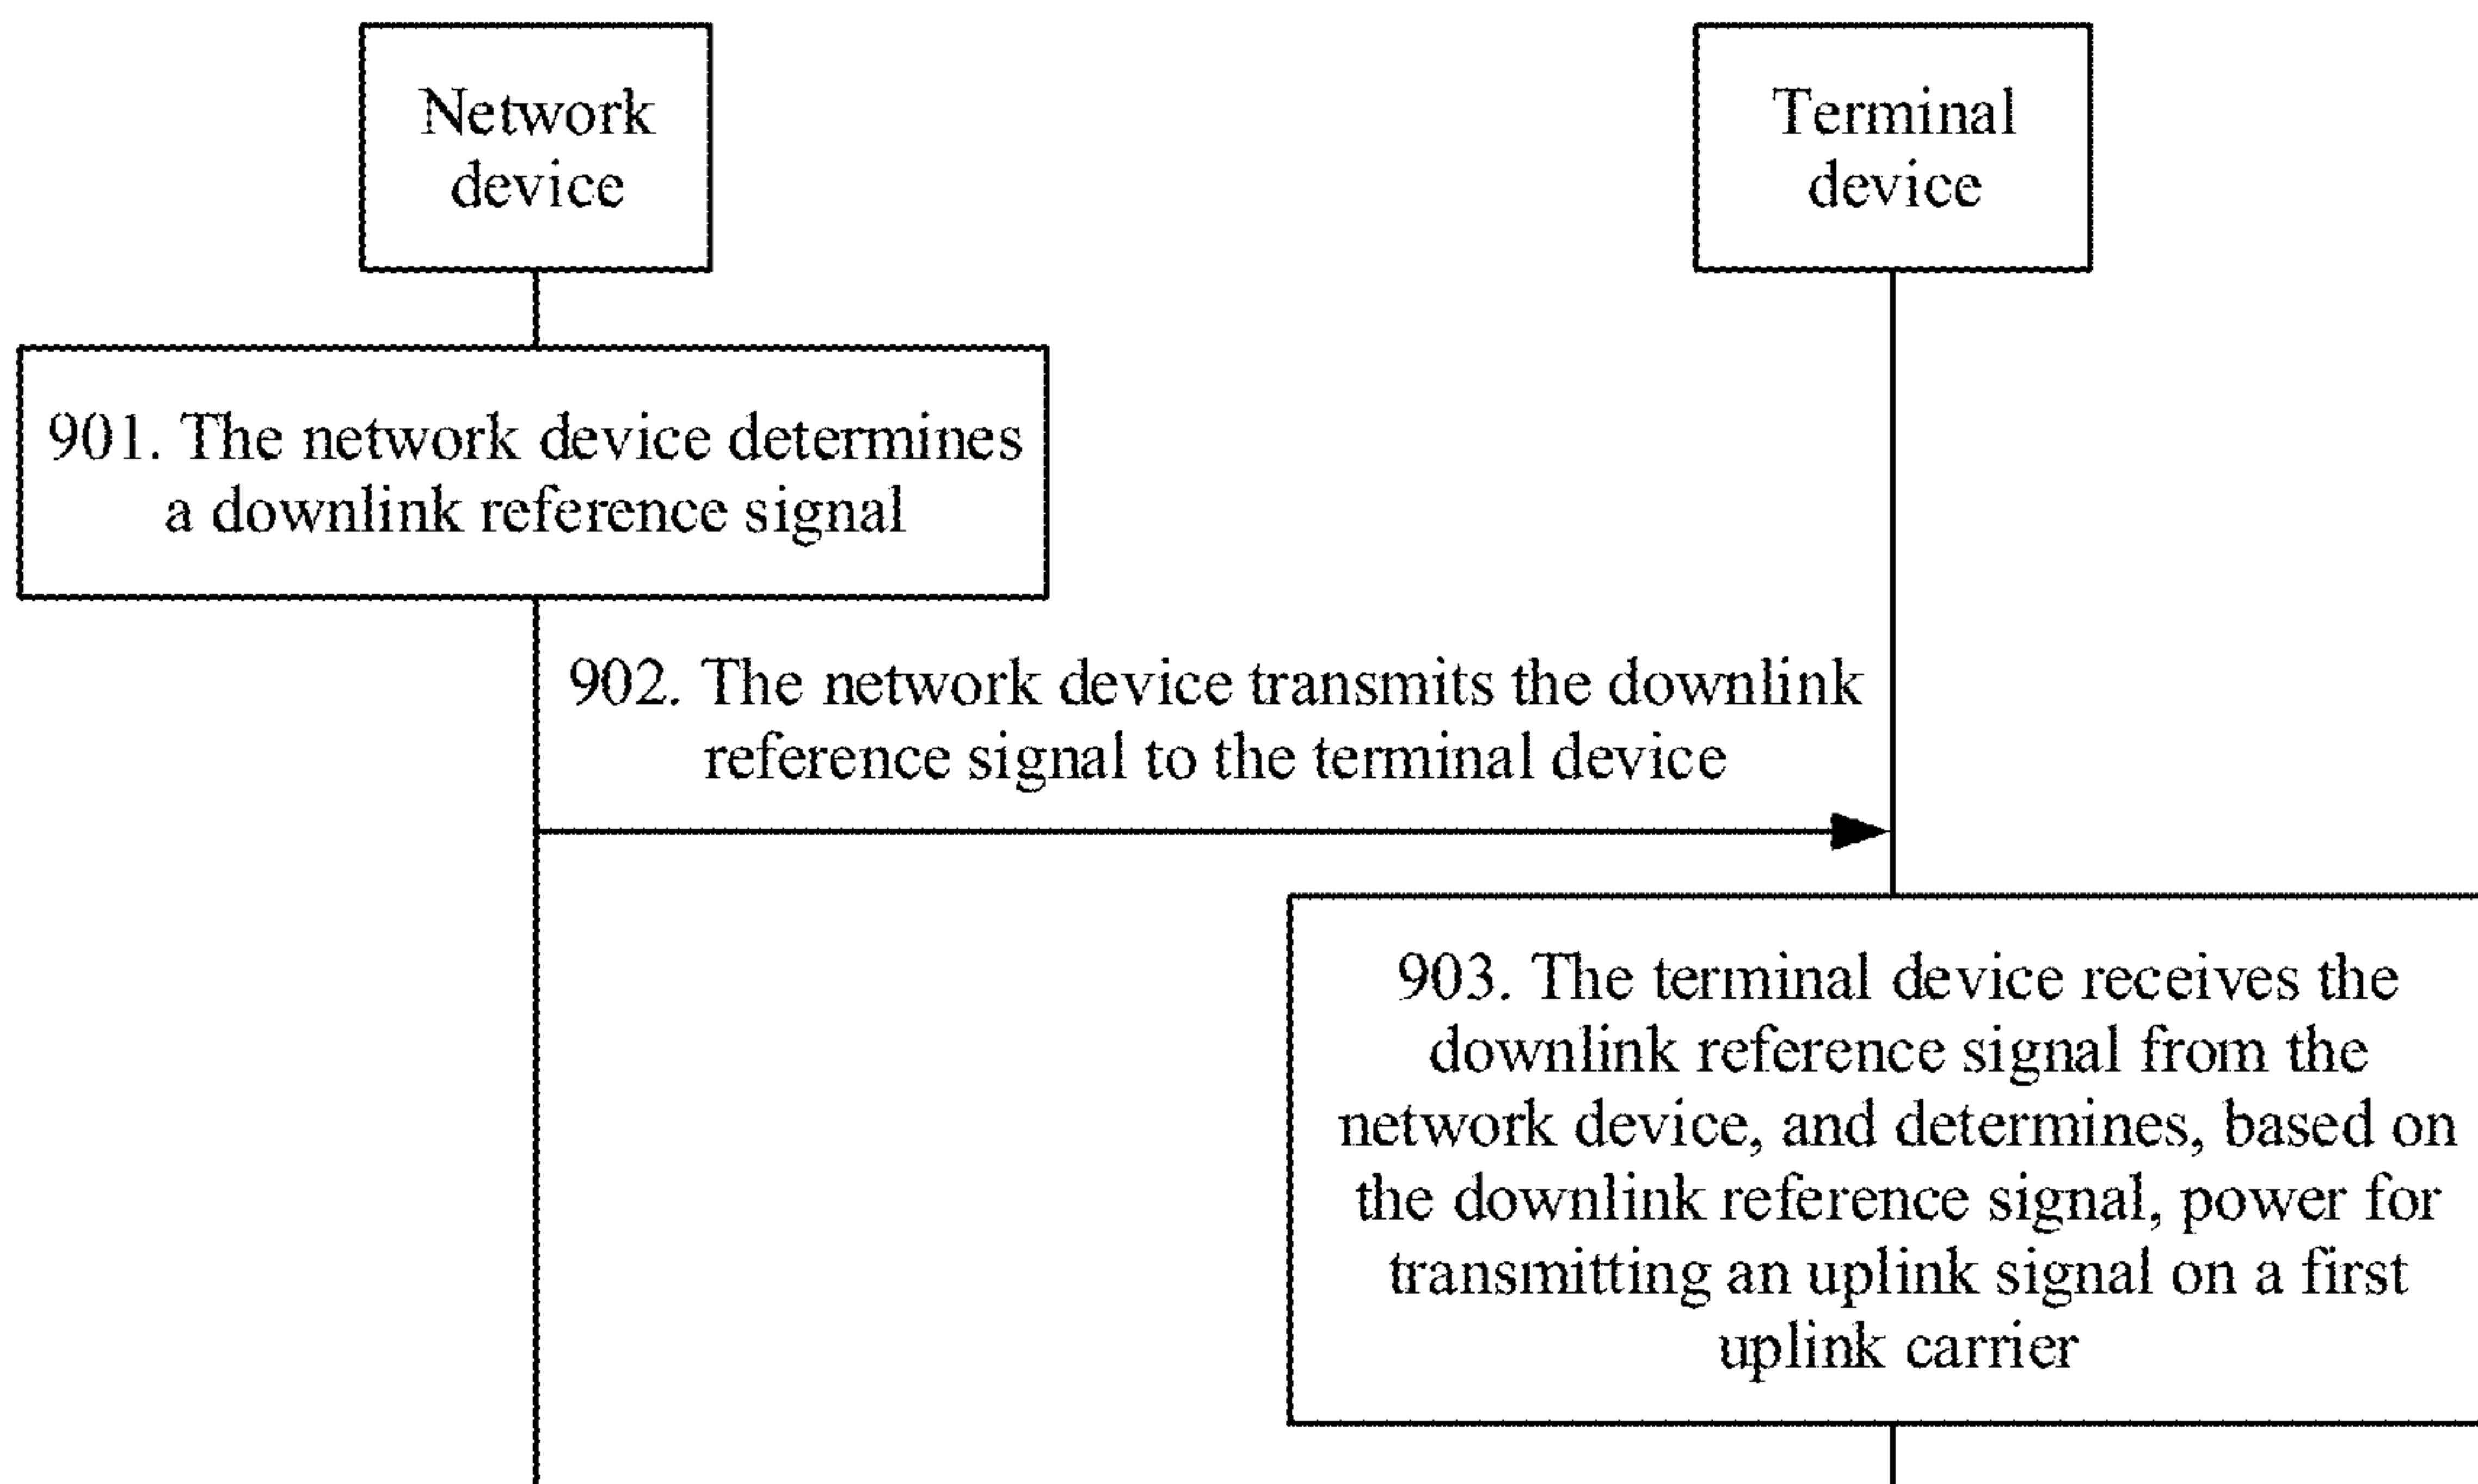 Network
device
Terminal
device
901. The network device determines
a downlink reference signal
902. The network device transmits the downlink
reference signal to the terminal device
903. The terminal device receives the
downlink reference signal from the
network device, and determines, based on
the downlink reference signal, power for
transmitting an uplink signal on a first
uplink carrier